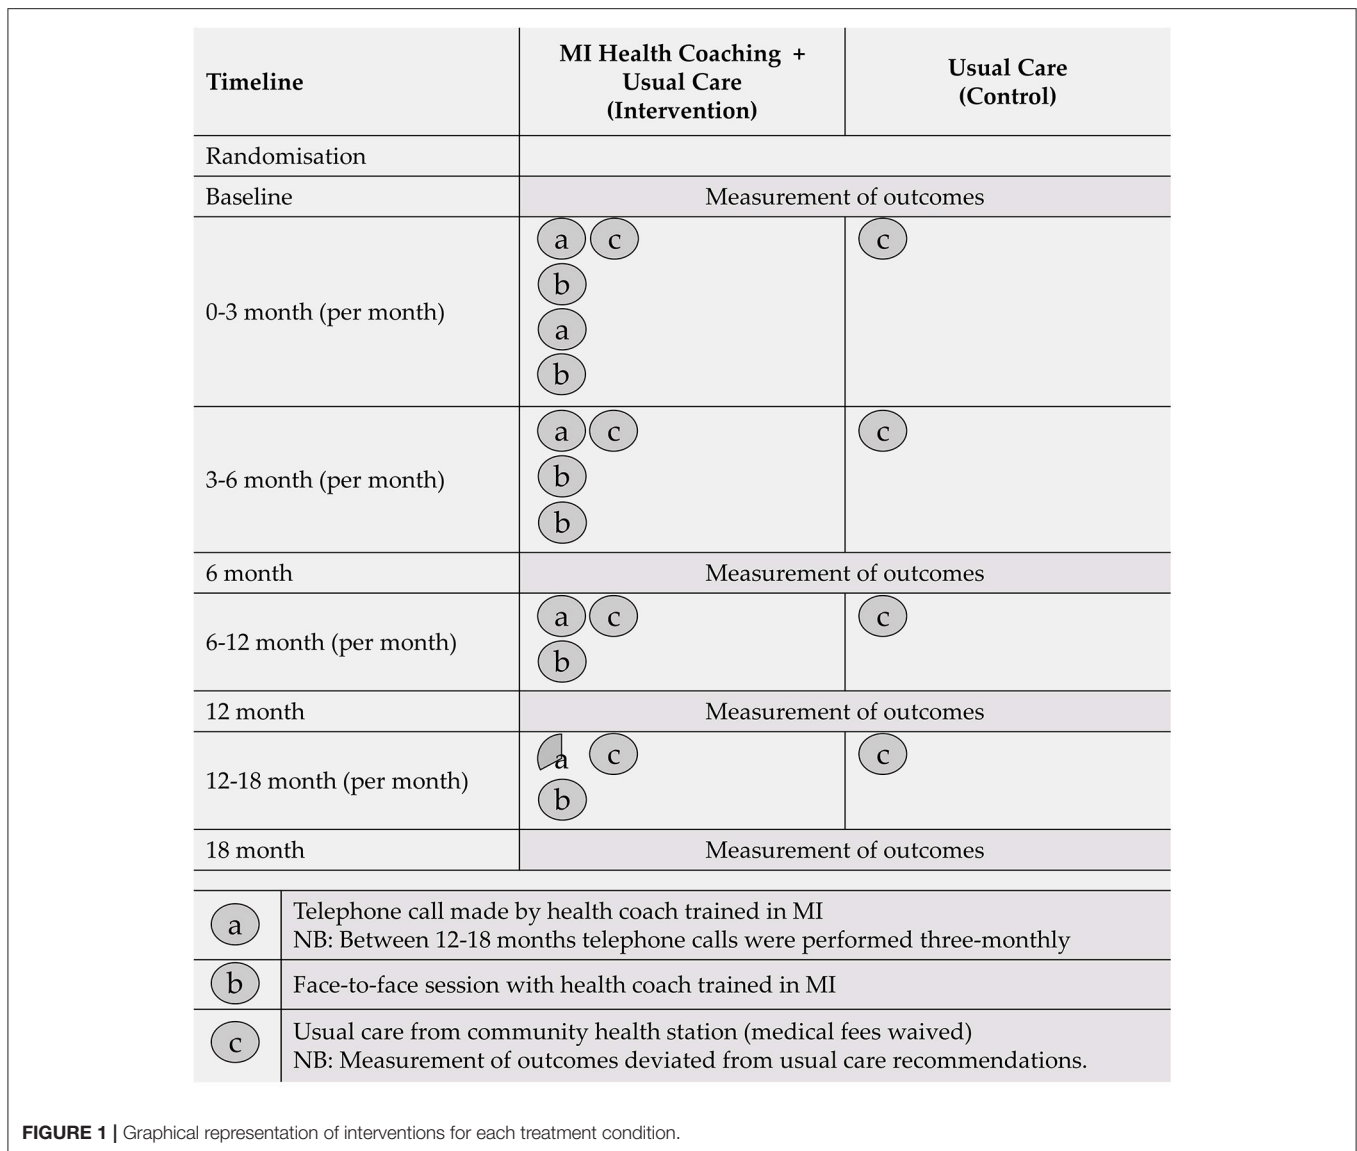 Timeline
MI Health Coaching +
Usual Care
(Intervention)
Usual Care
(Control)
Randomisation
Baseline
Measurement of outcomes
0-3 month (per month)
a c
b
a
b
c
3-6 month (per month)
a c
b
b
c
6 month
Measurement of outcomes
6-12 month (per month)
a c
b
c
12 month
Measurement of outcomes
12-18 month (per month)
a c
b
c
18 month
Measurement of outcomes
a
Telephone call made by health coach trained in MI
NB: Between 12-18 months telephone calls were performed three-monthly
b
Face-to-face session with health coach trained in MI
c
Usual care from community health station (medical fees waived)
NB: Measurement of outcomes deviated from usual care recommendations.
FIGURE 1 | Graphical representation of interventions for each treatment condition.